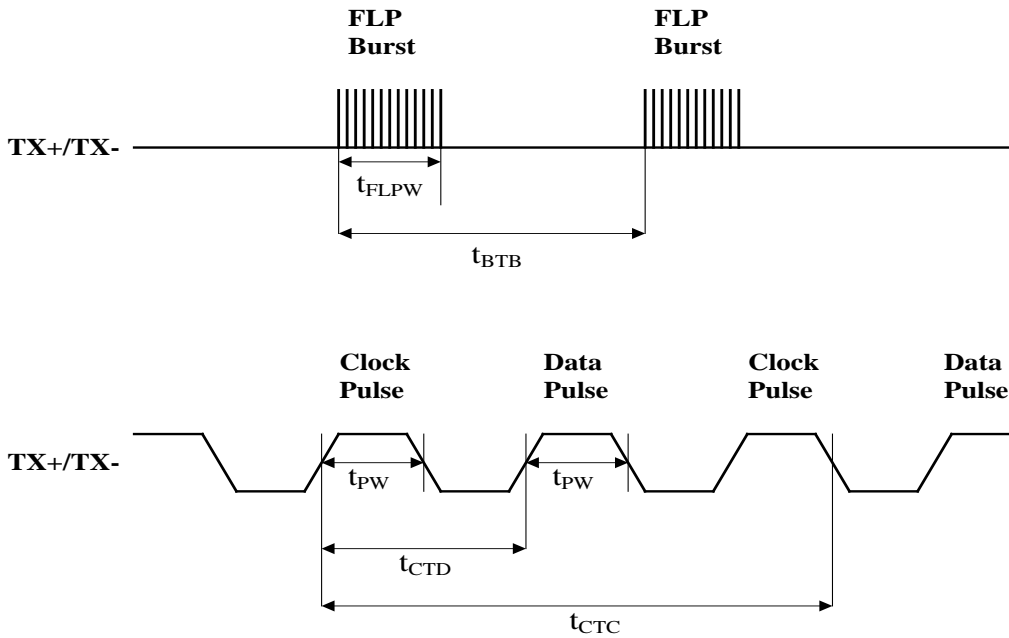 FLP
Burst
FLP
Burst
TX+/TX-
tFLPW
tBTB
Clock
Pulse
Data
Pulse
Clock
Pulse
Data
Pulse
TX+/TX-
tPW
tPW
tCTD
tCTC